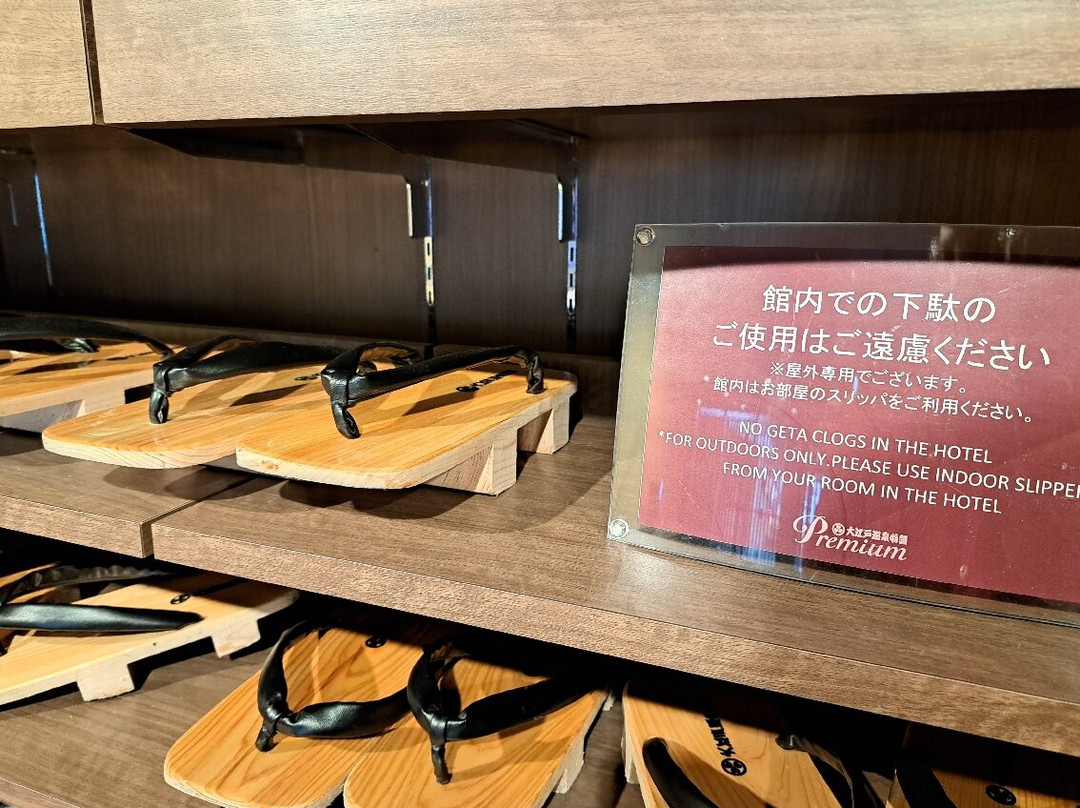 館内での下駄の
ご使用はご遠慮ください
※屋外専用でございます。
館内はお部屋のスリッパをご利用ください。
NO GETA CLOGS IN THE HOTEL
*FOR OUTDOORS ONLY.PLEASE USE INDOOR SLIPPE
FROM YOUR ROOM IN THE HOTEL
大江戸温泉物語
Premium